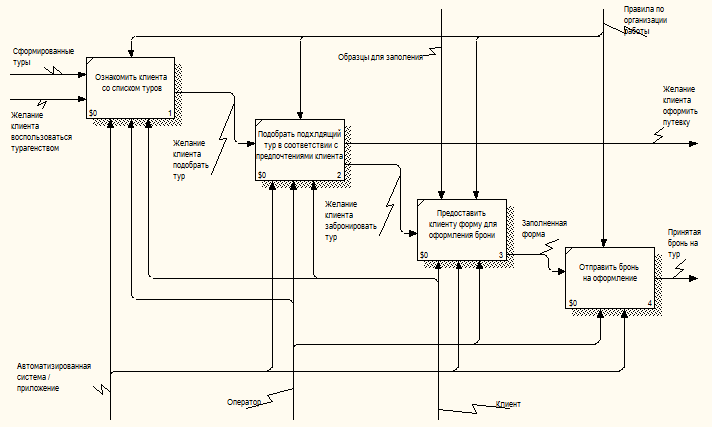 Правила по
организации
работы
Сформированные
туры
Образцы для заполения
Ознакомить клиента
со списком туров
$0
1
Желание
клиента
воспользоваться
турагенством
Желание
клиента
оформить
путевку
Желание
клиента
подобрать
тур
Подобрать
тур в соответствии с
предпочтениями клиента
$0
2
Желание
клиента
забронировать
тур
Предоставить
клиенту форму для
оформления брони
$0
3
Заполненная
форма
Принятая
бронь на
тур
Отправить бронь
на оформление
$0
4
Автоматизированная
система /
приложение
Оператор
Клиент